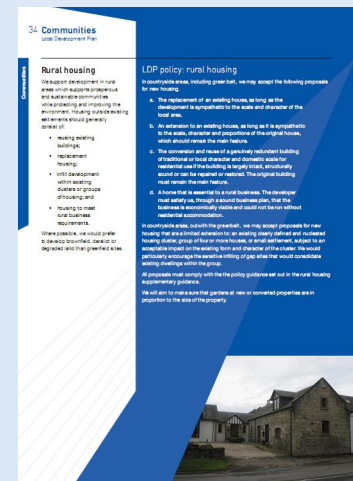 34 Communities
Local Development Plan
Communities
Rural housing
We support development in rural
areas which supports prosperous
and sustainable communities
while protecting and improving the
environment. Housing outside existing
settlements should generally
consist of:
• reusing existing
buildings;
• replacement
housing;
• infill development
within existing
clusters or groups
of housing; and
• housing to meet
rural business
requirements.
Where possible, we would prefer
to develop brownfield, derelict or
degraded land than greenfield sites.
LDP policy: rural housing
In countryside areas, including green belt, we may accept the following proposals
for new housing.
a. The replacement of an existing house, as long as the
development is sympathetic to the scale and character of the
local area.
b. An extension to an existing house, as long as it is sympathetic
to the scale, character and proportions of the original house,
which should remain the main feature.
c. The conversion and reuse of a genuinely redundant building
of traditional or local character and domestic scale for
residential use if the building is largely intact, structurally
sound or can be repaired or restored. The original building
must remain the main feature.
d. A home that is essential to a rural business. The developer
must satisfy us, through a sound business plan, that the
business is economically viable and could not be run without
residential accommodation.
In countryside areas, outwith the greenbelt, we may accept proposals for new
housing that are a limited extension to an existing clearly defined and nucleated
housing cluster, group of four or more houses, or small settlement, subject to an
acceptable impact on the existing form and character of the cluster. We would
particularly encourage the sensitive infilling of gap sites that would consolidate
existing dwellings within the group.
All proposals must comply with the the policy guidance set out in the rural housing
supplementary guidance.
We will aim to make sure that gardens at new or converted properties are in
proportion to the size of the property.